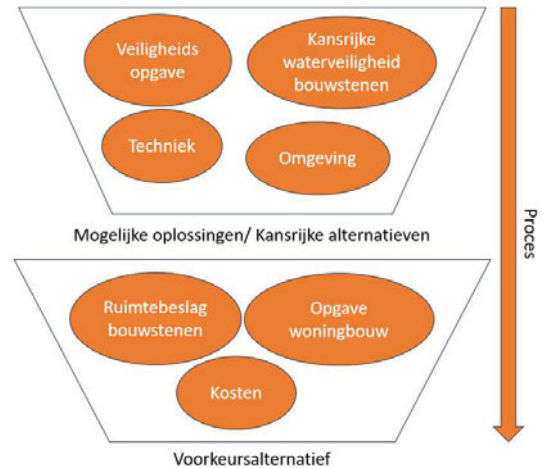 Veiligheids
opgave
Kansrijke
waterveiligheid
bouwstenen
Techniek
Omgeving
Mogelijke oplossingen/ Kansrijke alternatieven
Proces
Ruimtebeslag
bouwstenen
Opgave
woningbouw
Kosten
Voorkeursalternatief